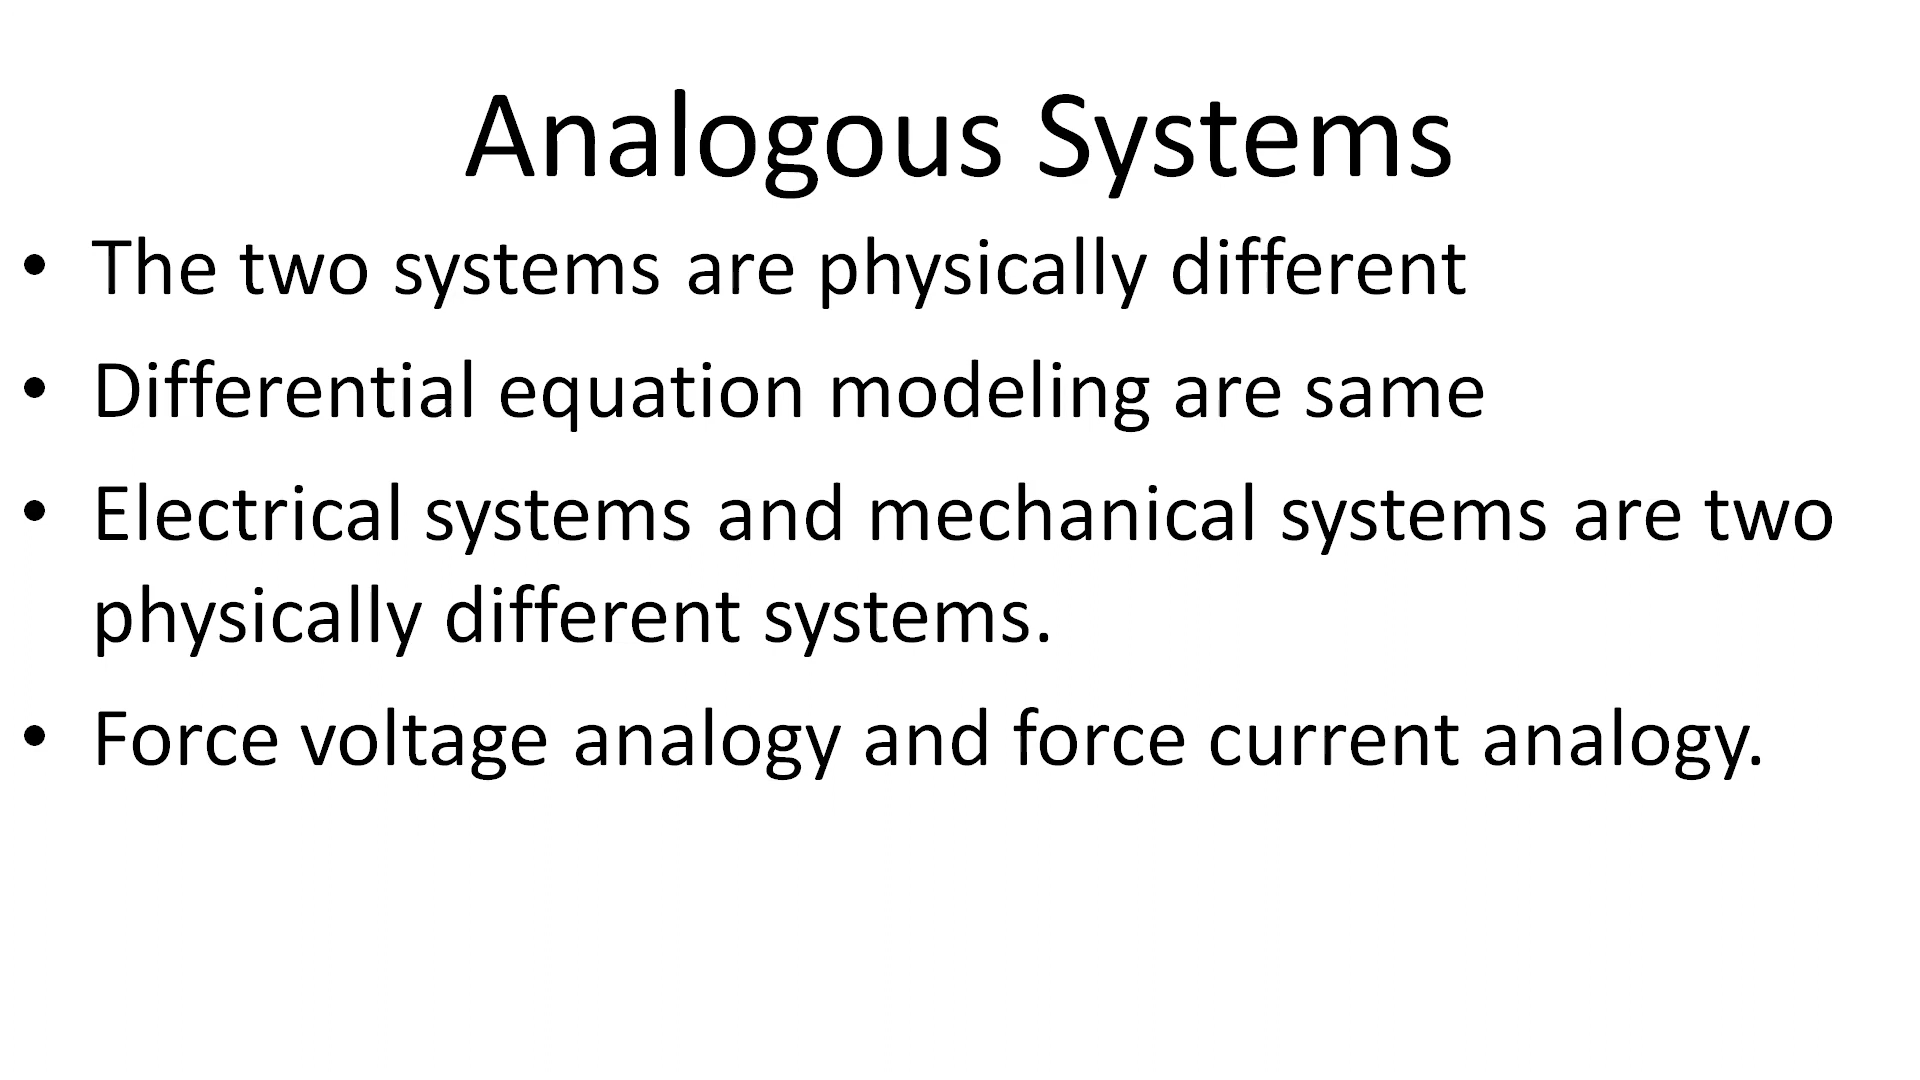 Analogous Systems
• The two systems are physically different
• Differential equation modeling are same
• Electrical systems and mechanical systems are two
physically different systems.
• Force voltage analogy and force current analogy.